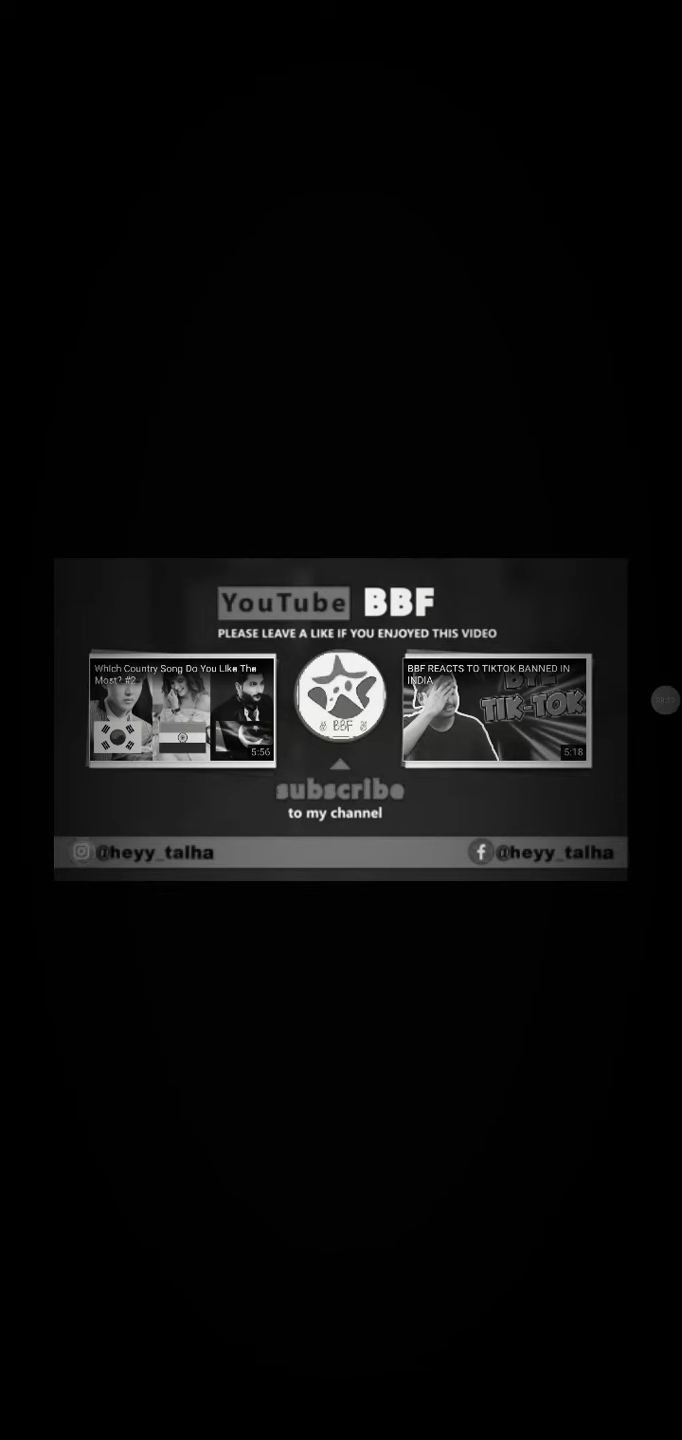 YouTube BBF
PLEASE LEAVE A LIKE IF YOU ENJOYED THIS VIDEO
Which Country Song Do You Like The
Most? #2
5:56
BBF
BBF REACTS TO TIKTOK BANNED IN
INDIA
BYE
TIK-TOK
5:18
subscribe
to my channel
@heyy_talha
@heyy_talha